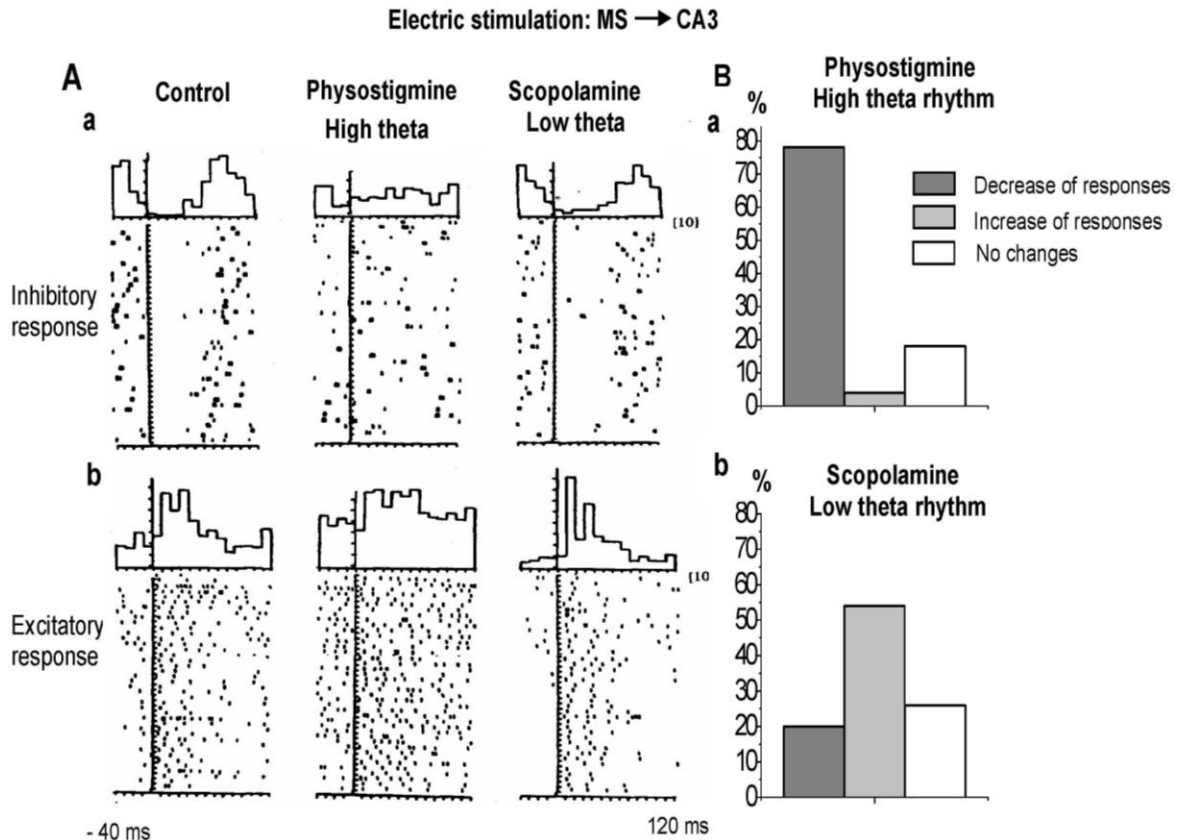 Electric stimulation: MS → CA3
A
Control
Physostigmine
High theta
Scopolamine
Low theta
a
[10]
Inhibitory
response
b
[10
Excitatory
response
- 40 ms
120 ms
B
Physostigmine
High theta rhythm
%
a
80
70
60
50
40
30
20
10
0
Decrease of responses
Increase of responses
No changes
b
Scopolamine
Low theta rhythm
%
80
70
60
50
40
30
20
10
0